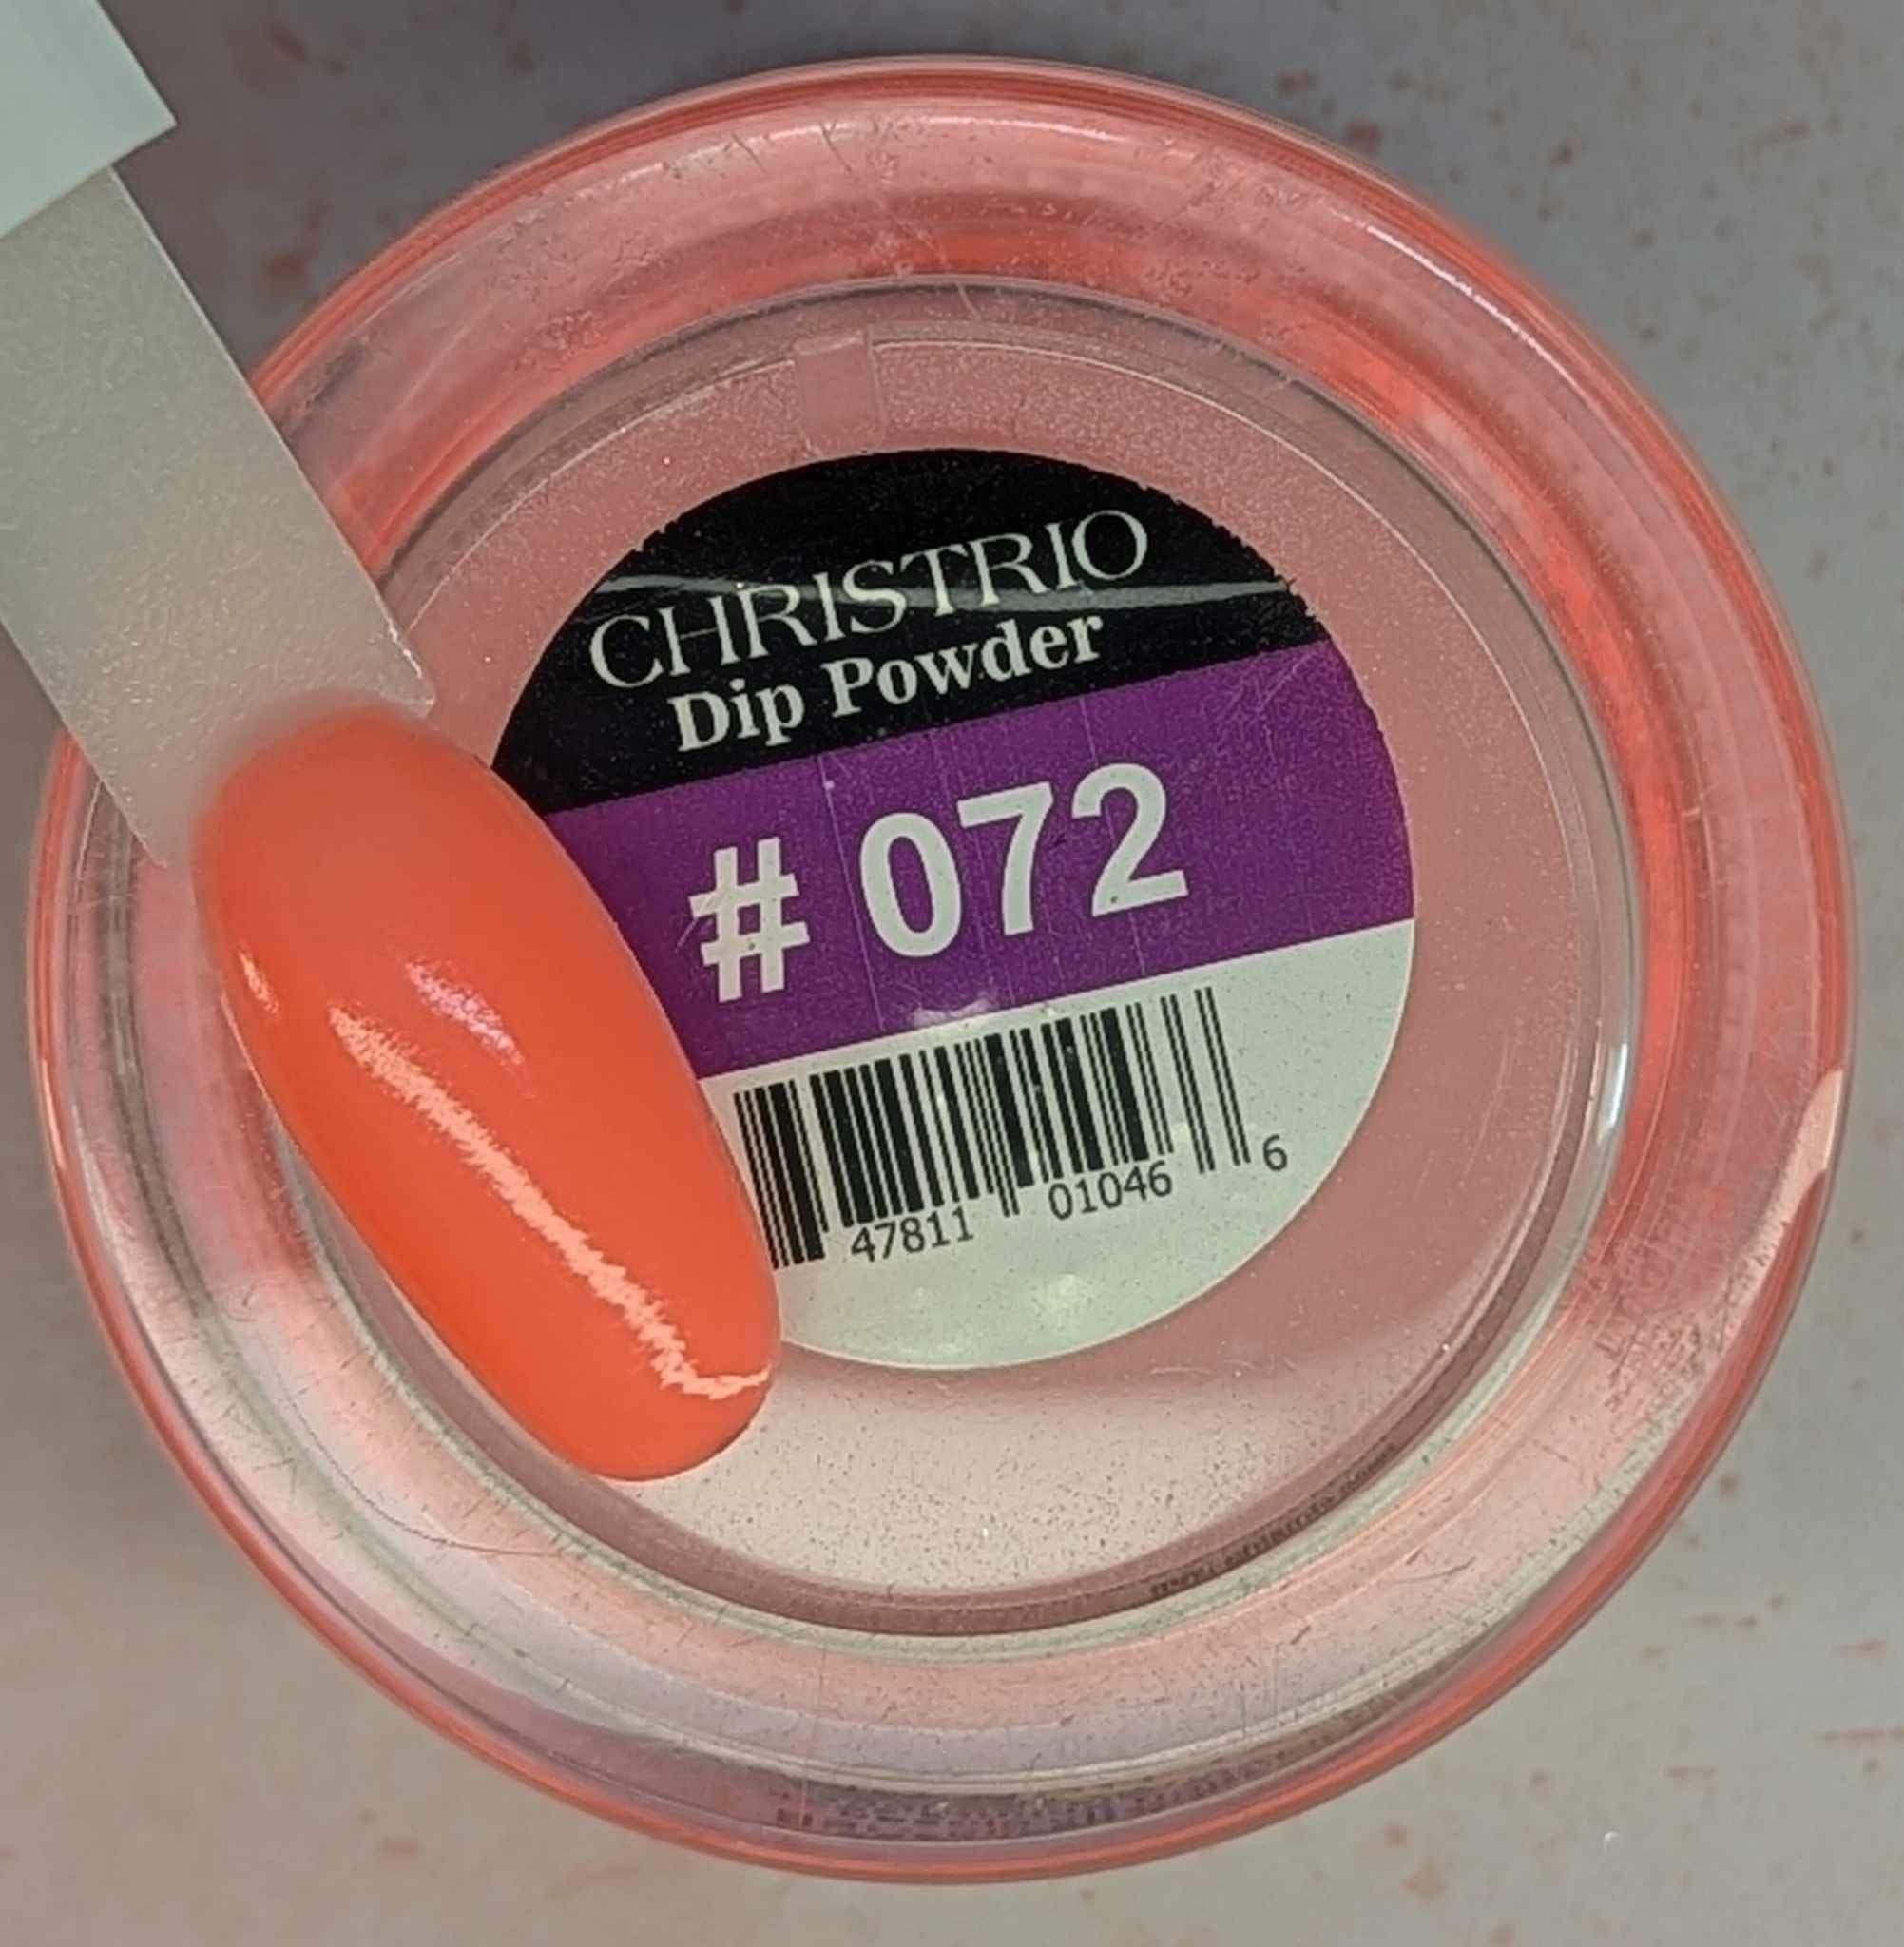 CHRISTRIO
Dip Powder
# 072
47811 01046 6